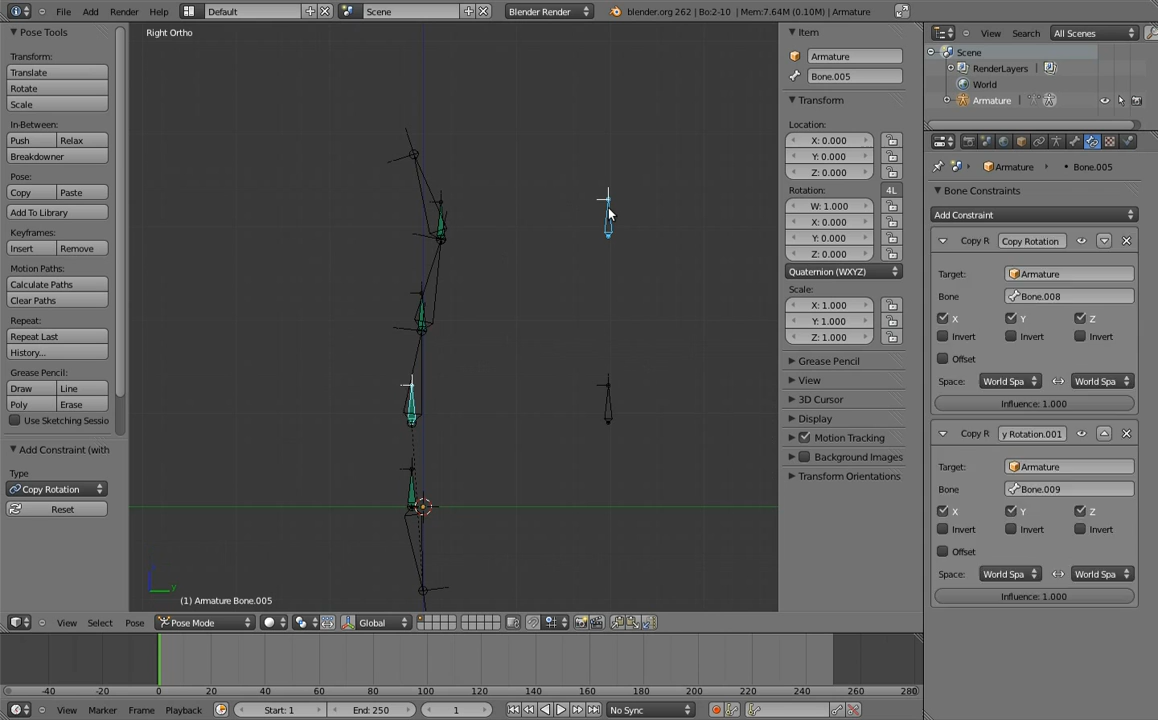 File Add Render Help Default Scene Blender Render blender.org 262 | Bo:2-10 | Mem:7.64M (0.10M) | Armature
Pose Tools
Transform:
Translate
Rotate
Scale
In-Between:
Push Relax
Breakdowner
Pose:
Copy Paste
Add To Library
Keyframes:
Insert Remove
Motion Paths:
Calculate Paths
Clear Paths
Repeat:
Repeat Last
History...
Grease Pencil:
Draw Line
Poly Erase
Use Sketching Sessio
Add Constraint (with
Type
Copy Rotation
Reset
Right Ortho
(1) Armature Bone.005
View Select Pose Pose Mode Global
Item
Armature
Bone.005
Transform
Location:
X: 0.000
Y: 0.000
Z: 0.000
Rotation: 4L
W: 1.000
X: 0.000
Y: 0.000
Z: 0.000
Quaternion (WXYZ)
Scale:
X: 1.000
Y: 1.000
Z: 1.000
Grease Pencil
View
3D Cursor
Display
Motion Tracking
Background Images
Transform Orientations
View Search All Scenes
Scene
RenderLayers
World
Armature
Armature Bone.005
Bone Constraints
Add Constraint
Copy R Copy Rotation
Target: Armature
Bone Bone.008
X Y Z
Invert Invert Invert
Offset
Space: World Spa World Spa
Influence: 1.000
Copy R y Rotation.001
Target: Armature
Bone Bone.009
X Y Z
Invert Invert Invert
Offset
Space: World Spa World Spa
Influence: 1.000
-40 -20 0 20 40 60 80 100 120 140 160 180 200 220 240 260 280
View Marker Frame Playback Start: 1 End: 250 1 No Sync